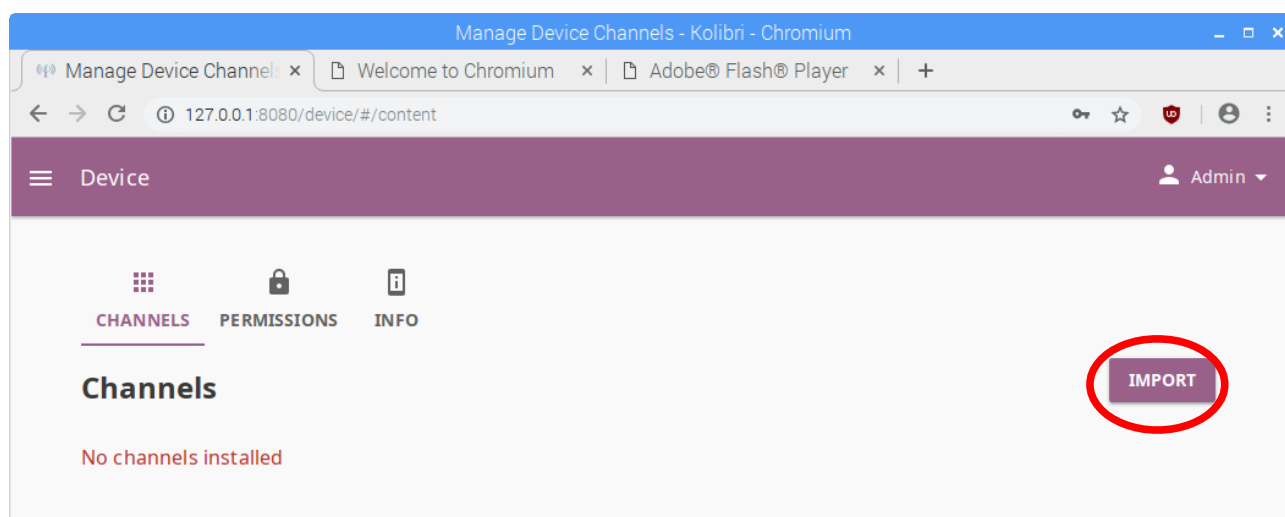 Manage Device Channels - Kolibri - Chromium
Manage Device Channels Welcome to Chromium Adobe® Flash® Player
127.0.0.1:8080/device/#/content
Device Admin
CHANNELS PERMISSIONS INFO
Channels IMPORT
No channels installed